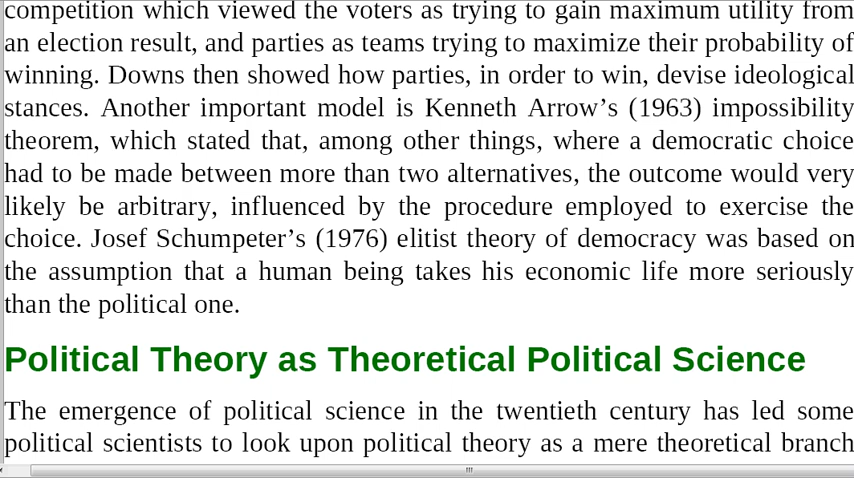 competition which viewed the voters as trying to gain maximum utility from
an election result, and parties as teams trying to maximize their probability of
winning. Downs then showed how parties, in order to win, devise ideological
stances. Another important model is Kenneth Arrow’s (1963) impossibility
theorem, which stated that, among other things, where a democratic choice
had to be made between more than two alternatives, the outcome would very
likely be arbitrary, influenced by the procedure employed to exercise the
choice. Josef Schumpeter’s (1976) elitist theory of democracy was based on
the assumption that a human being takes his economic life more seriously
than the political one.
Political Theory as Theoretical Political Science
The emergence of political science in the twentieth century has led some
political scientists to look upon political theory as a mere theoretical branch